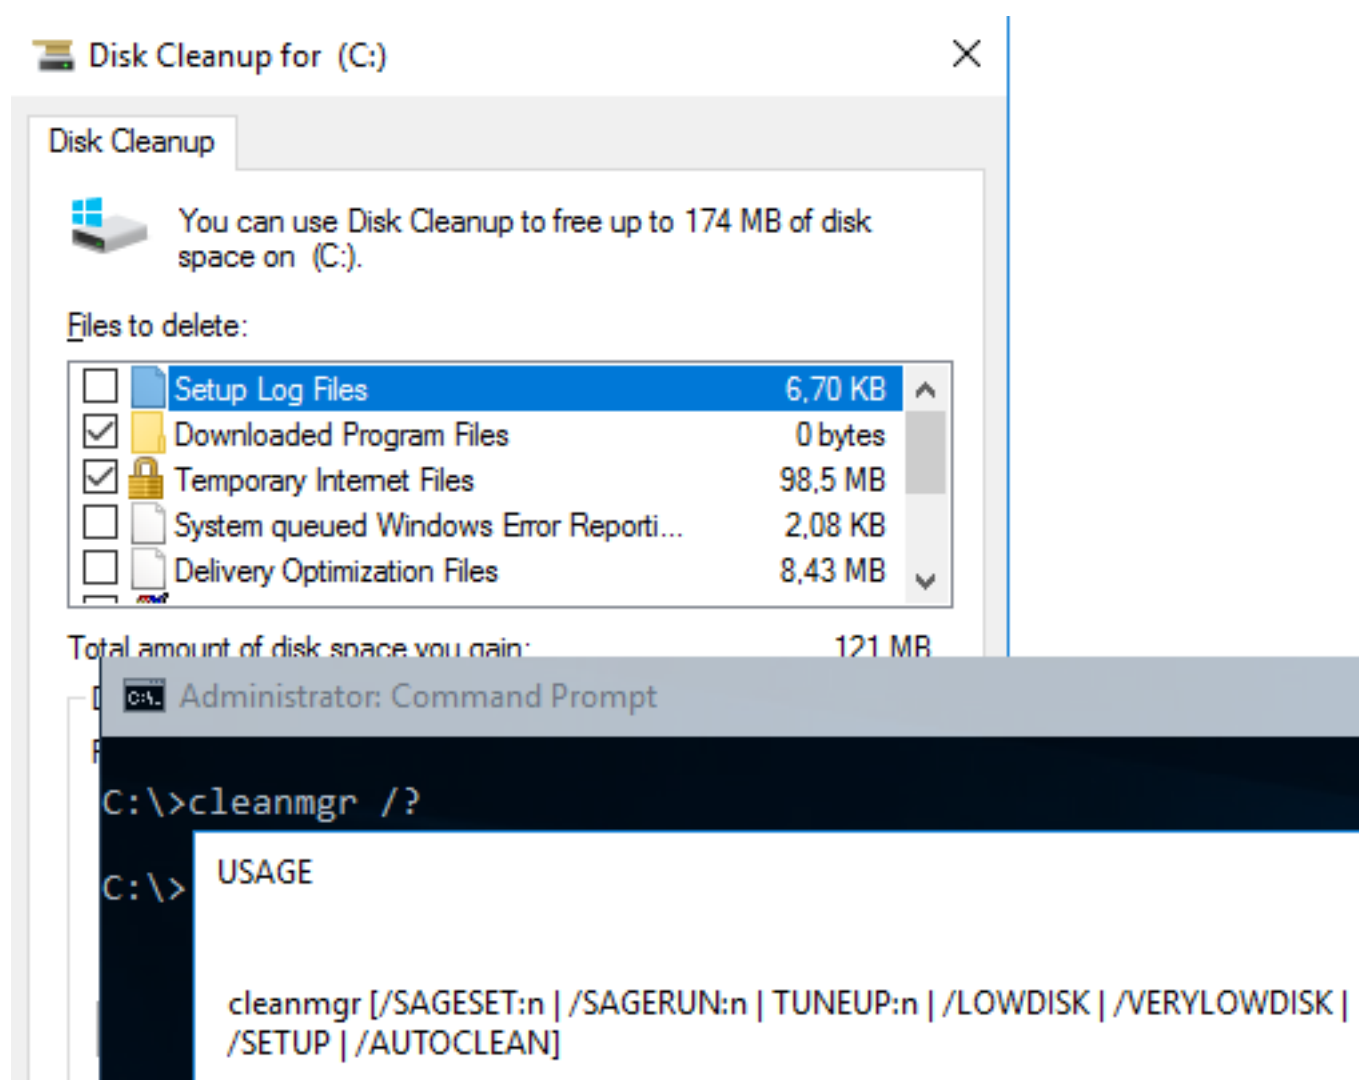 Disk Cleanup for (C:)
Disk Cleanup
You can use Disk Cleanup to free up to 174 MB of disk
space on (C:).
Files to delete:
Setup Log Files 6,70 KB
Downloaded Program Files 0 bytes
Temporary Internet Files 98,5 MB
System queued Windows Error Reporti... 2,08 KB
Delivery Optimization Files 8,43 MB
Total amount of disk space you gain: 121 MB
Administrator: Command Prompt
C:\>cleanmgr /?
C:\>
USAGE
cleanmgr [/SAGESET:n | /SAGERUN:n | TUNEUP:n | /LOWDISK | /VERYLOWDISK |
/SETUP | /AUTOCLEAN]